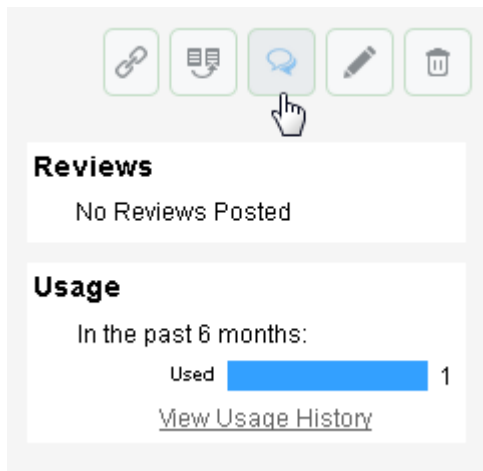 Reviews
No Reviews Posted
Usage
In the past 6 months:
Used 1
View Usage History